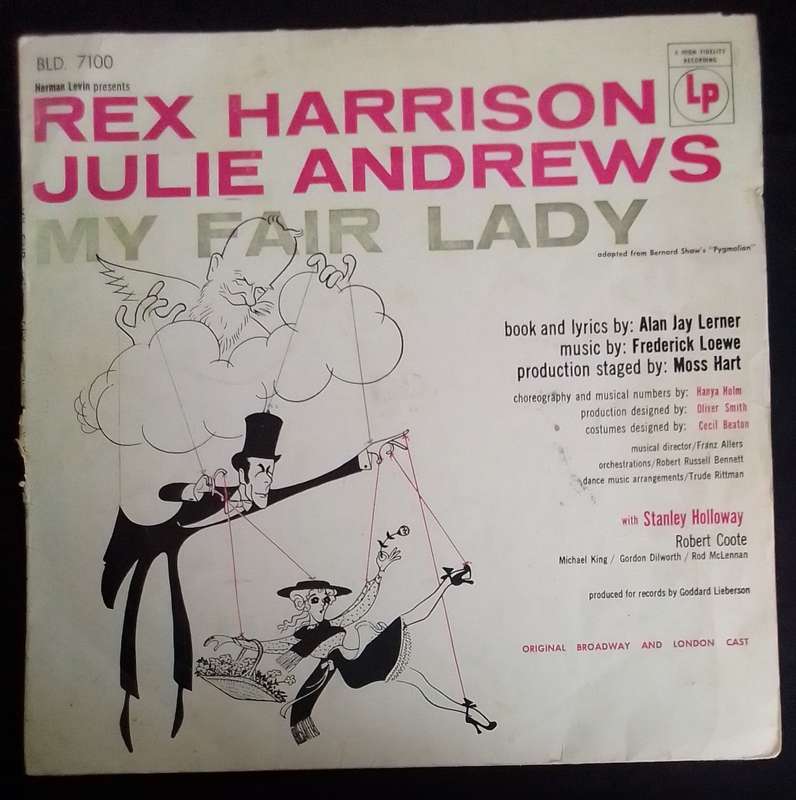 BLD. 7100
A HIGH FIDELITY
RECORDING
Lp
Herman Levin presents
REX HARRISON
JULIE ANDREWS
MY FAIR LADY
adapted from Bernard Shaw's "Pygmalion"
book and lyrics by: Alan Jay Lerner
music by: Frederick Loewe
production staged by: Moss Hart
choreography and musical numbers by: Hanya Holm
production designed by: Oliver Smith
costumes designed by: Cecil Beaton
musical director/Franz Allers
orchestrations/Robert Russell Bennett
dance music arrangements/Trude Rittman
with Stanley Holloway
Robert Coote
Michael King / Gordon Dilworth / Rod McLennan
produced for records by Goddard Lieberson
ORIGINAL BROADWAY AND LONDON CAST